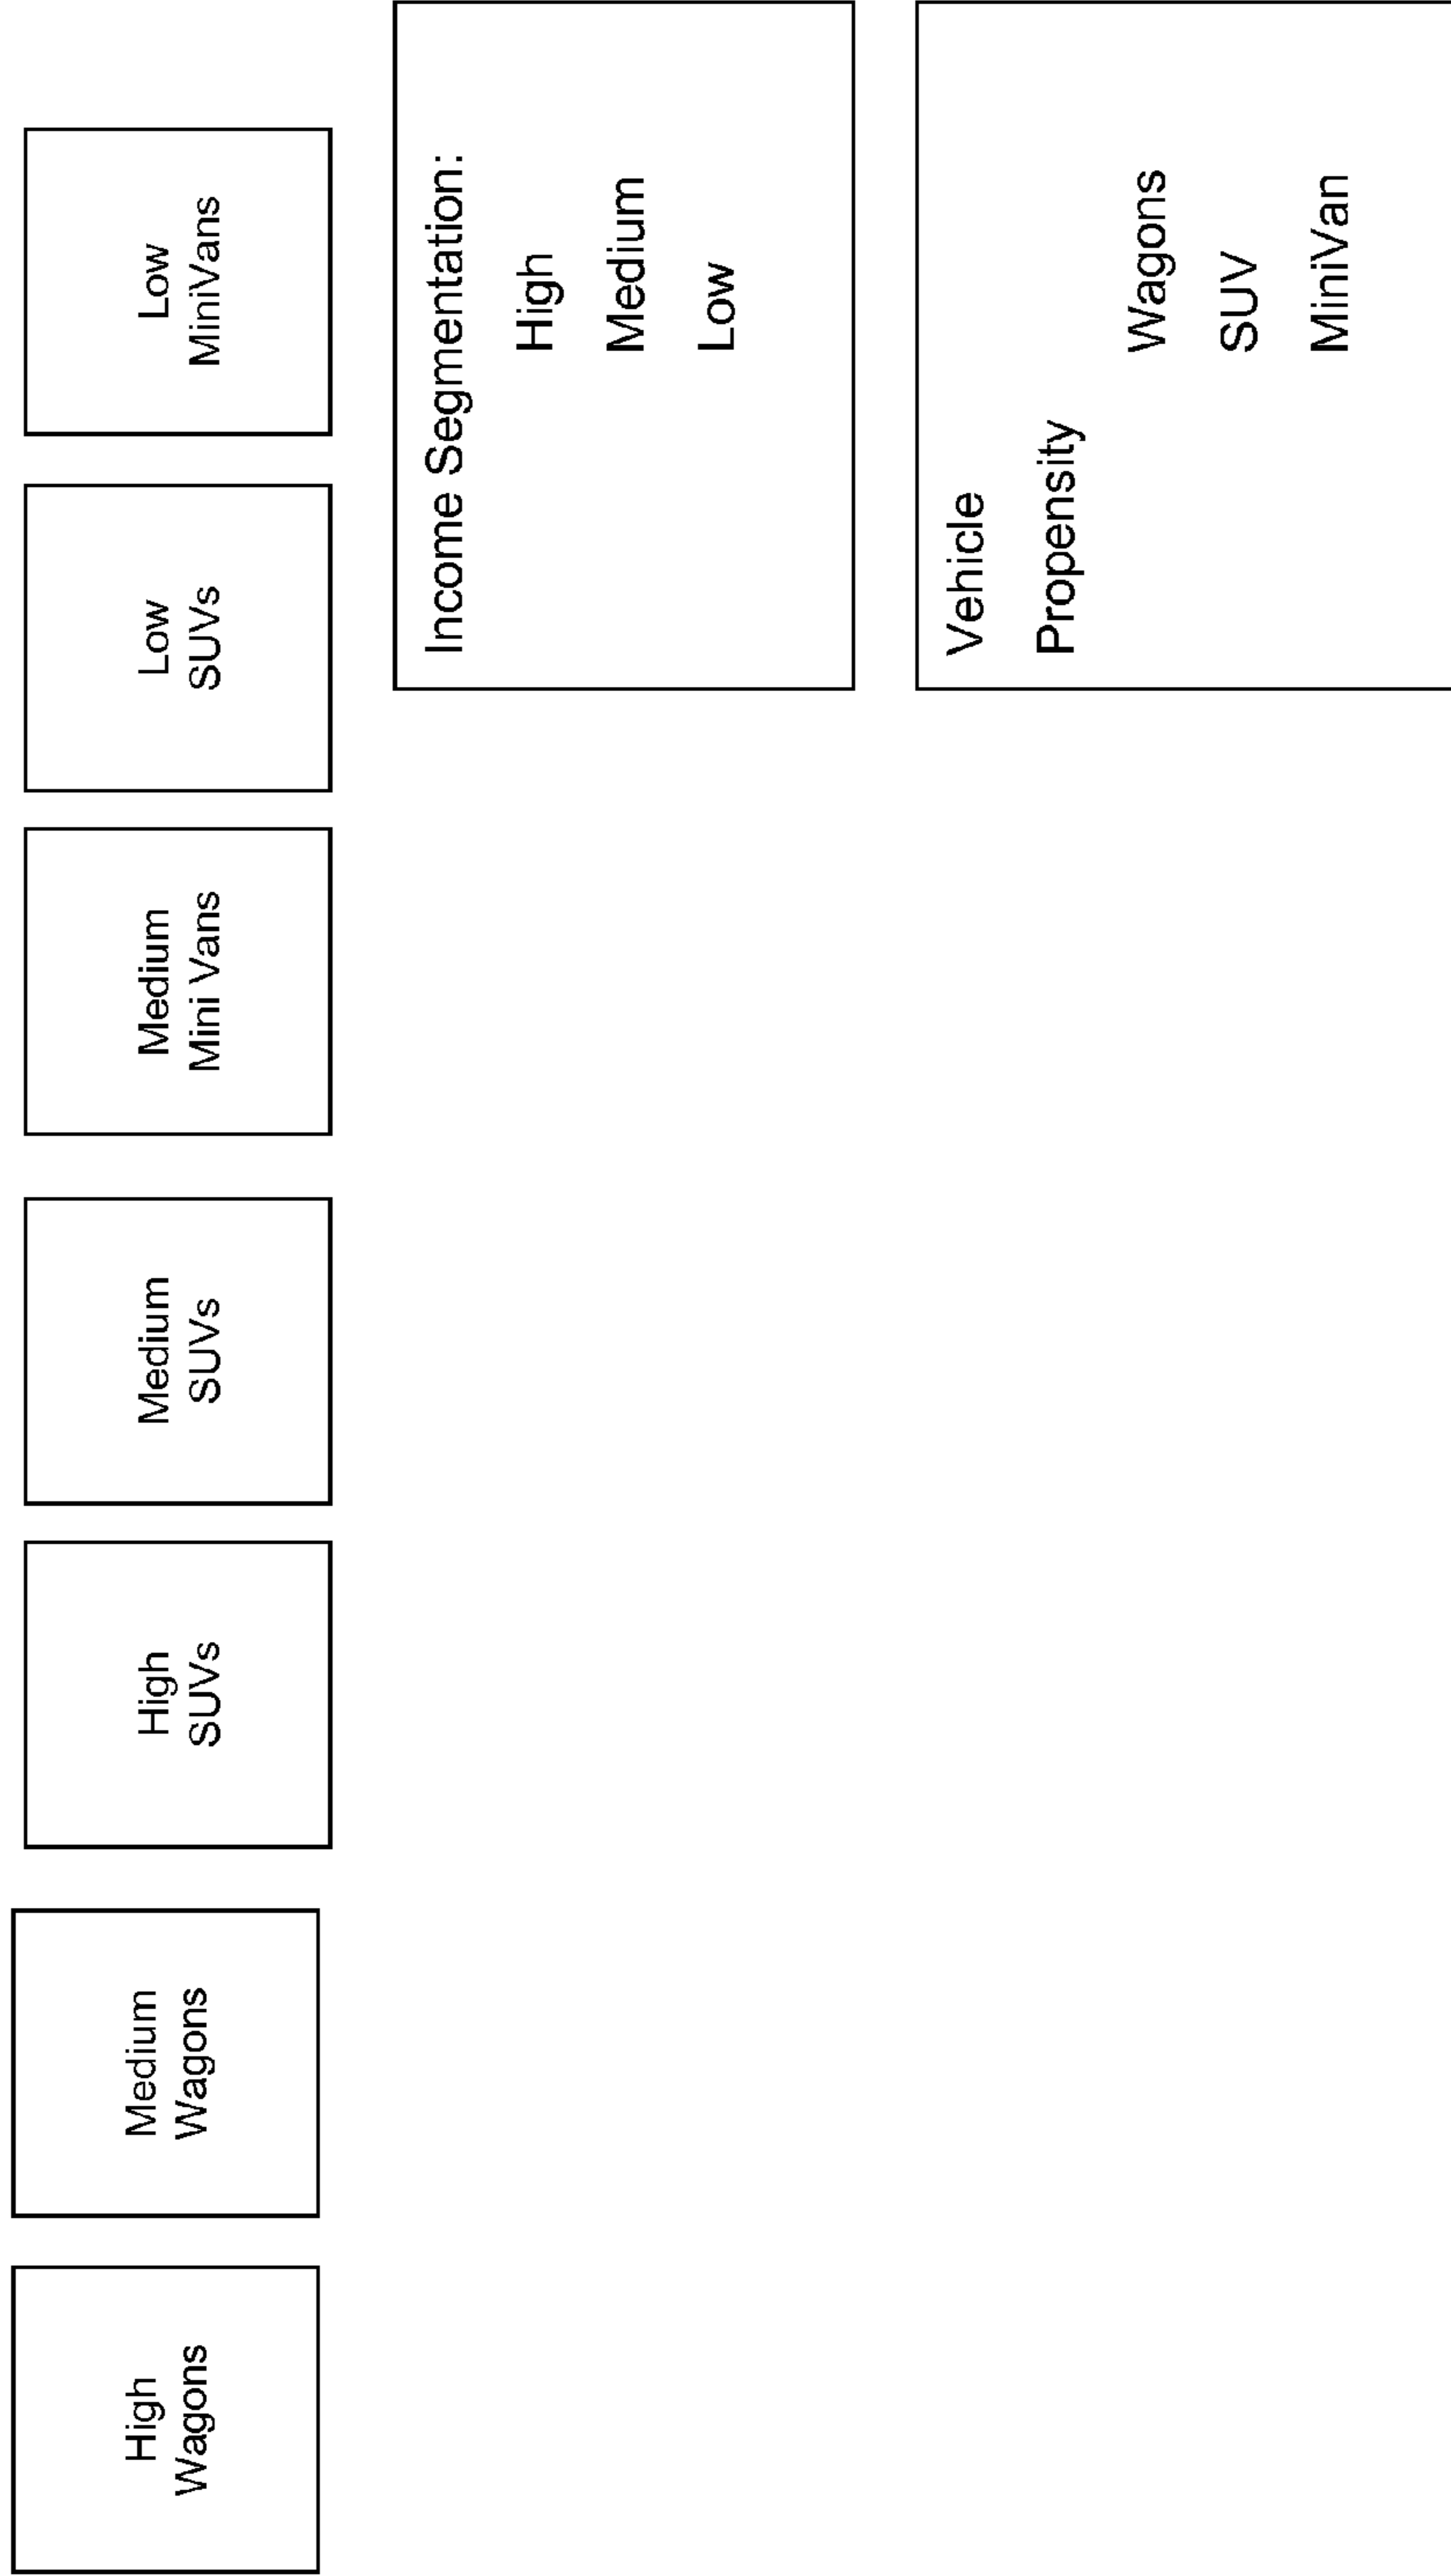 High
Wagons
Medium
Wagons
High
SUVs
Medium
SUVs
Medium
Mini Vans
Low
SUVs
Low
MiniVans
Income Segmentation:
High
Medium
Low
Vehicle
Propensity
Wagons
SUV
MiniVan